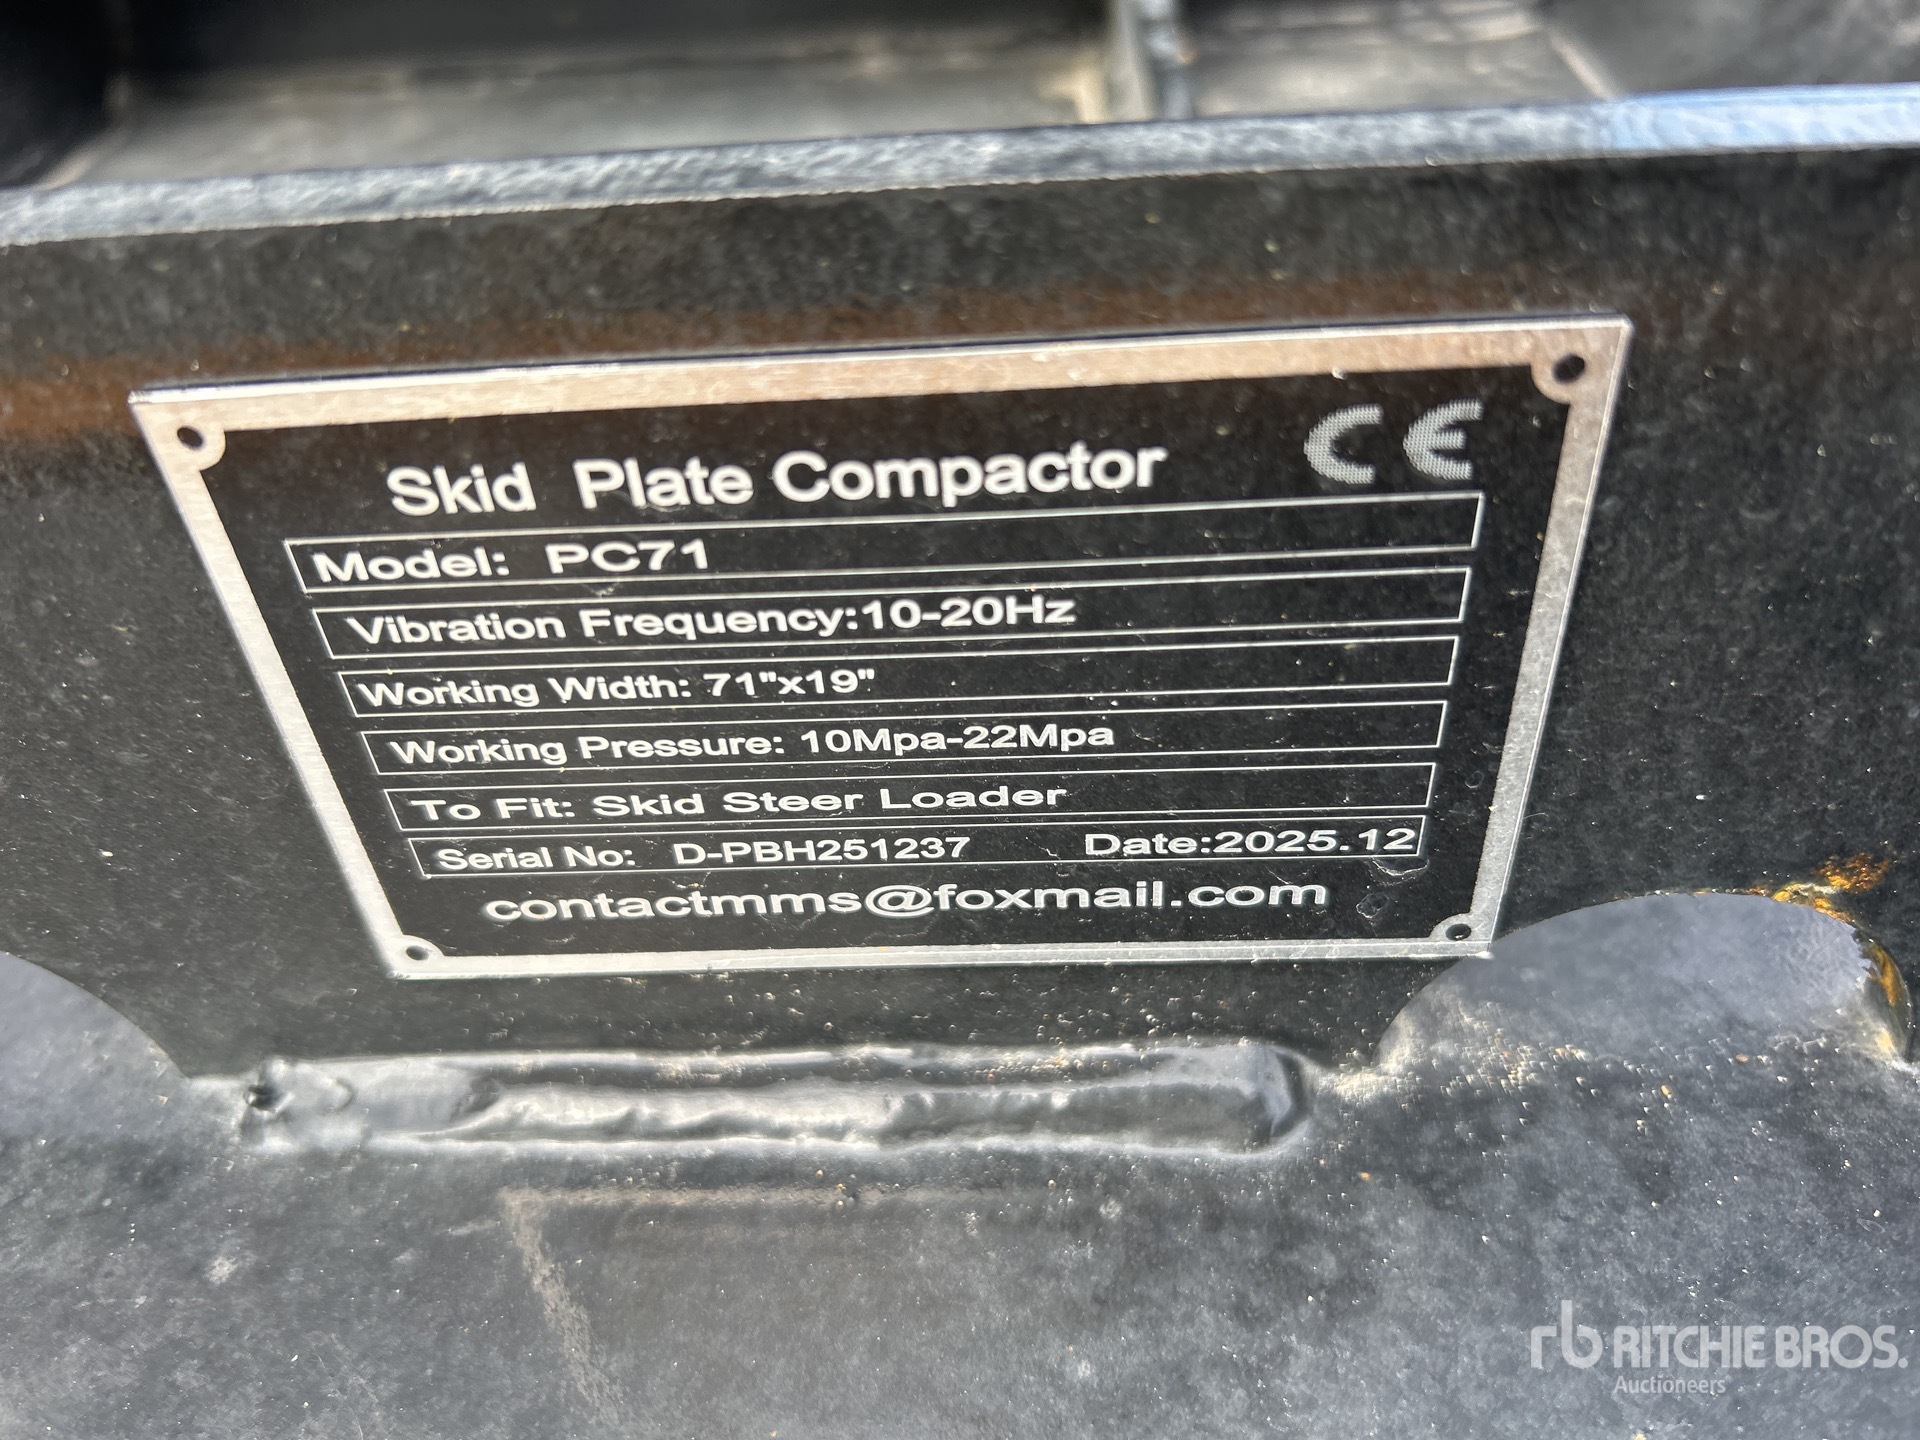 Skid Plate Compactor CE
Model: PC71
Vibration Frequency:10-20Hz
Working Width: 71"x19"
Working Pressure: 10Mpa-22Mpa
To Fit: Skid Steer Loader
Serial No: D-PBH251237 Date:2025.12
contactmms@foxmail.com
rb RITCHIE BROS.
Auctioneers